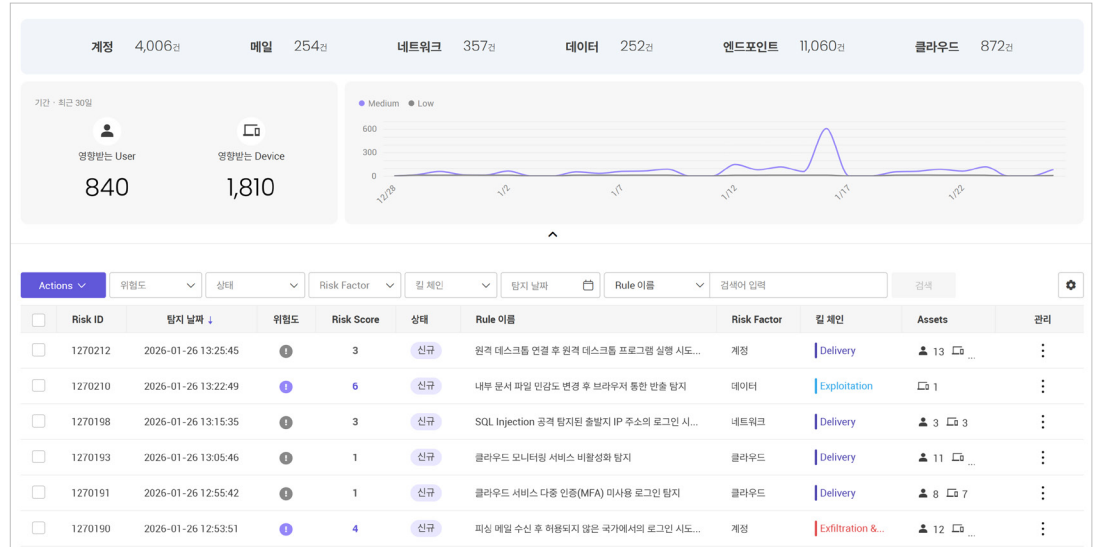 계정 4,006건 메일 254건 네트워크 357건 데이터 252건 엔드포인트 11,060건 클라우드 872건
기간 · 최근 30일
영향받는 User 영향받는 Device
840 1,810
Medium Low
600
300
0
12/28 1/2 1/7 1/12 1/17 1/22
Actions 위험도 상태 Risk Factor 킬 체인 탐지 날짜 Rule 이름 검색어 입력 검색
Risk ID 탐지 날짜 ↓ 위험도 Risk Score 상태 Rule 이름 Risk Factor 킬 체인 Assets 관리
1270212 2026-01-26 13:25:45 3 신규 원격 데스크톱 연결 후 원격 데스크톱 프로그램 실행 시도... 계정 Delivery 13 ...
1270210 2026-01-26 13:22:49 6 신규 내부 문서 파일 민감도 변경 후 브라우저 통한 반출 탐지 데이터 Exploitation 1
1270198 2026-01-26 13:15:35 3 신규 SQL Injection 공격 탐지된 출발지 IP 주소의 로그인 시... 네트워크 Delivery 3 3
1270193 2026-01-26 13:05:46 1 신규 클라우드 모니터링 서비스 비활성화 탐지 클라우드 Delivery 11 ...
1270191 2026-01-26 12:55:42 1 신규 클라우드 서비스 다중 인증(MFA) 미사용 로그인 탐지 클라우드 Delivery 8 7
1270190 2026-01-26 12:53:51 4 신규 피싱 메일 수신 후 허용되지 않은 국가에서의 로그인 시도... 계정 Exfiltration &... 12 ...